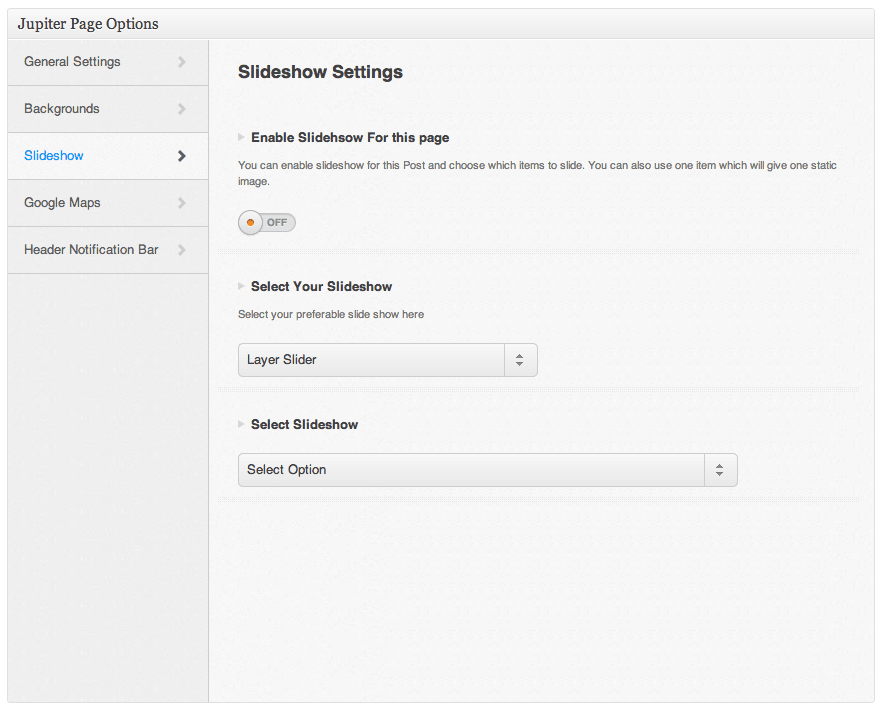 Jupiter Page Options
General Settings
Backgrounds
Slideshow
Google Maps
Header Notification Bar
Slideshow Settings
Enable Slidehsow For this page
You can enable slideshow for this Post and choose which items to slide. You can also use one item which will give one static
image.
OFF
Select Your Slideshow
Select your preferable slide show here
Layer Slider
Select Slideshow
Select Option